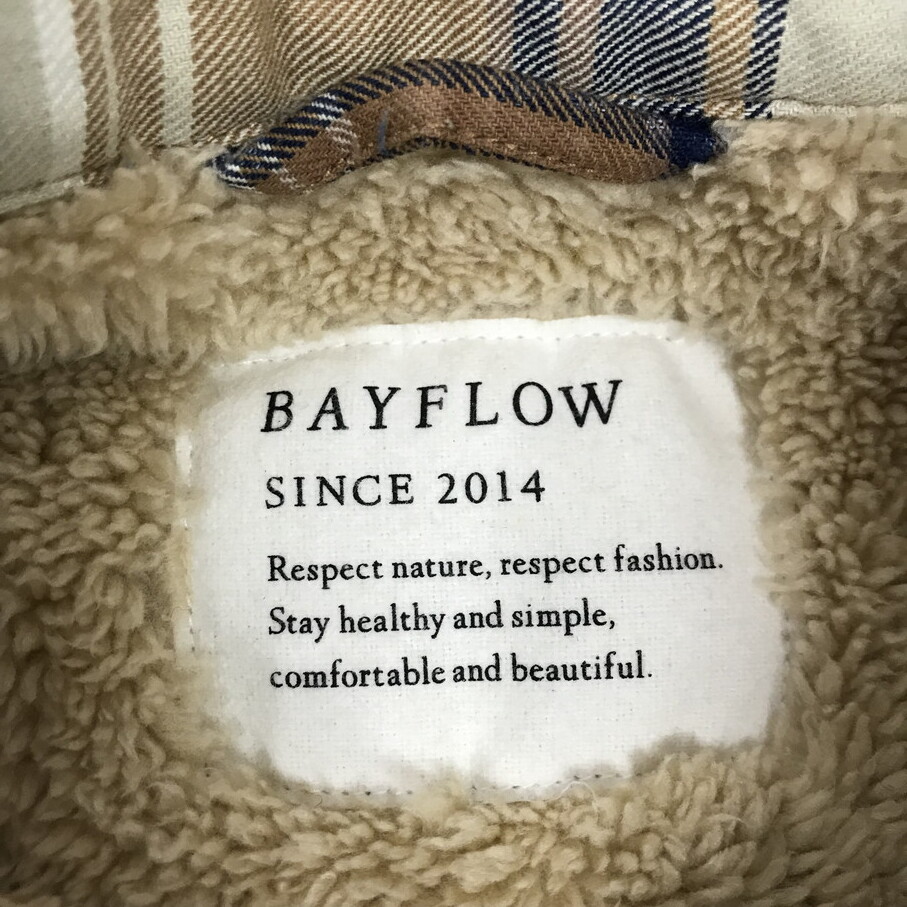 BAYFLOW
SINCE 2014
Respect nature, respect fashion.
Stay healthy and simple,
comfortable and beautiful.